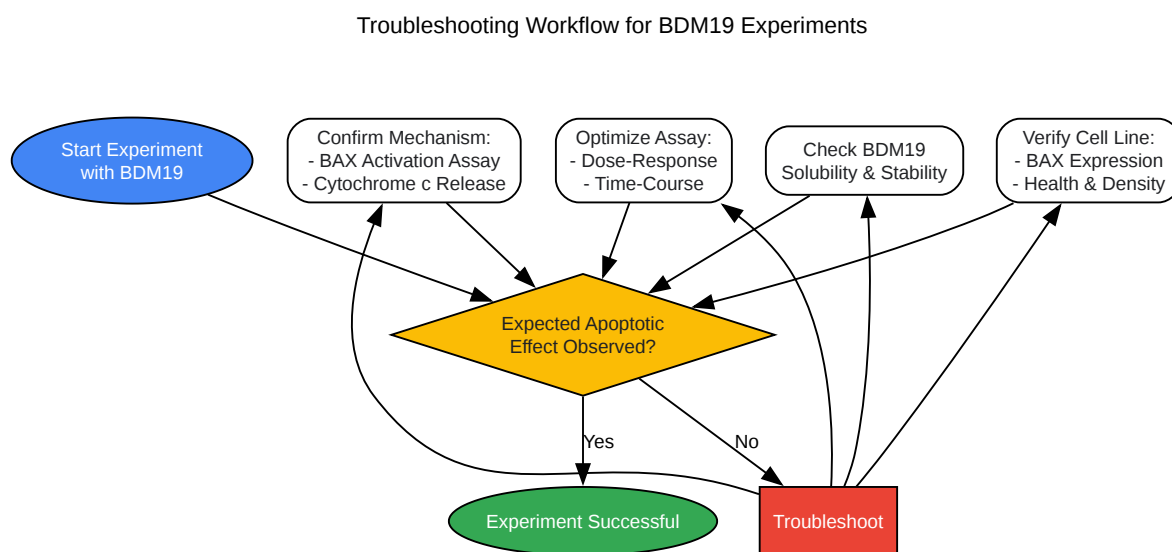 Troubleshooting Workflow for BDM19 Experiments
Start Experiment
with BDM19
Confirm Mechanism:
- BAX Activation Assay
- Cytochrome c Release
Optimize Assay:
- Dose-Response
- Time-Course
Check BDM19
Solubility & Stability
Verify Cell Line:
- BAX Expression
- Health & Density
Expected Apoptotic
Effect Observed?
Yes
No
Experiment Successful
Troubleshoot